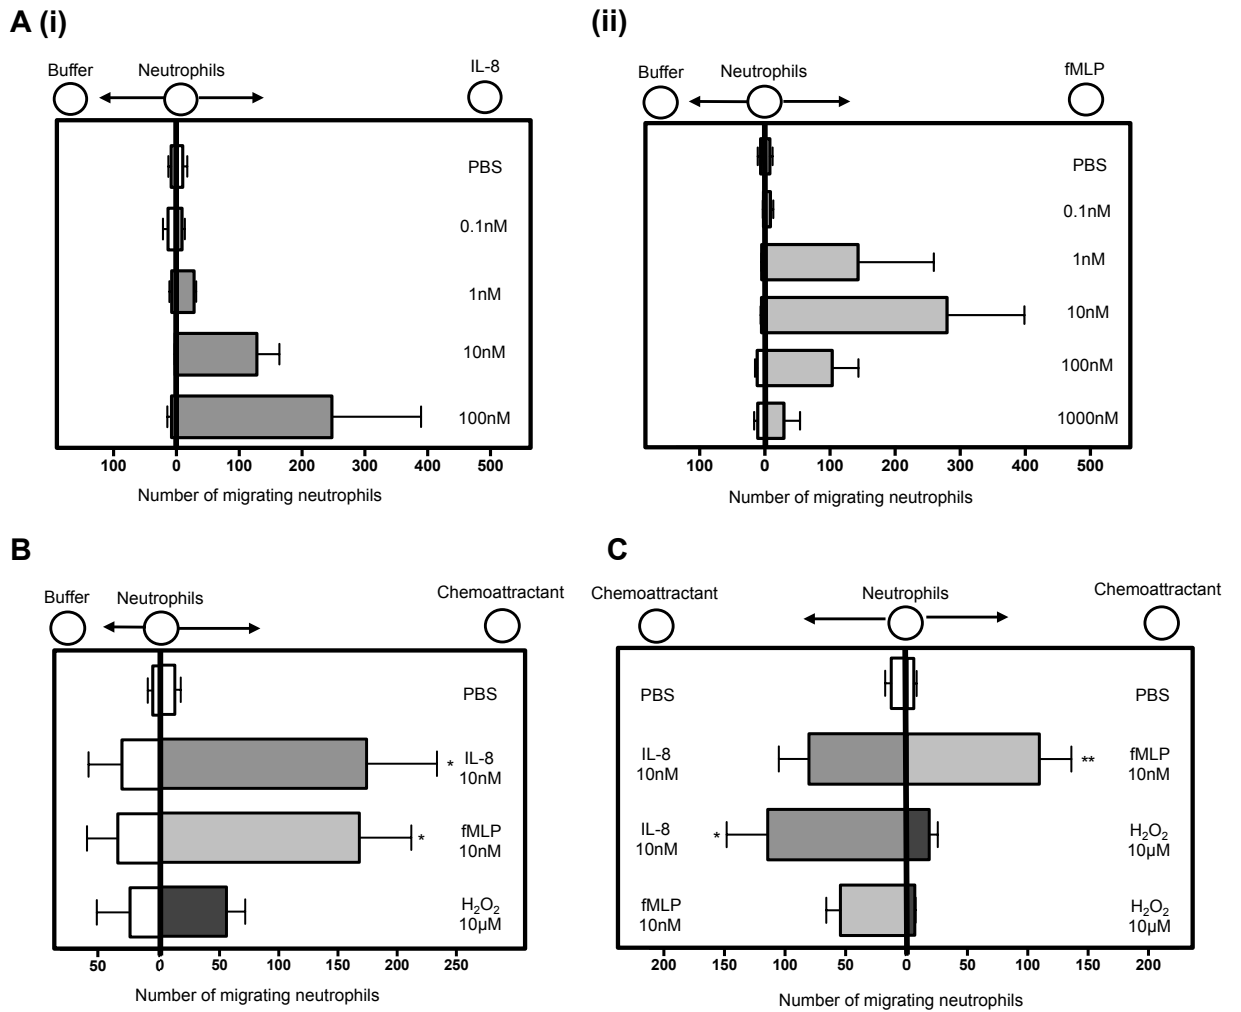 A (i)
(ii)
Buffer Neutrophils IL-8
PBS
0.1nM
1nM
10nM
100nM
100 0 100 200 300 400 500
Number of migrating neutrophils
Buffer Neutrophils fMLP
PBS
0.1nM
1nM
10nM
100nM
1000nM
100 0 100 200 300 400 500
Number of migrating neutrophils
B
Buffer Neutrophils Chemoattractant
PBS
* IL-8
10nM
* fMLP
10nM
H₂O₂
10µM
50 0 50 100 150 200 250
Number of migrating neutrophils
C
Chemoattractant Neutrophils Chemoattractant
PBS PBS
IL-8 ** fMLP
10nM 10nM
IL-8 * H₂O₂
10nM 10µM
fMLP H₂O₂
10nM 10µM
200 150 100 50 0 50 100 150 200
Number of migrating neutrophils